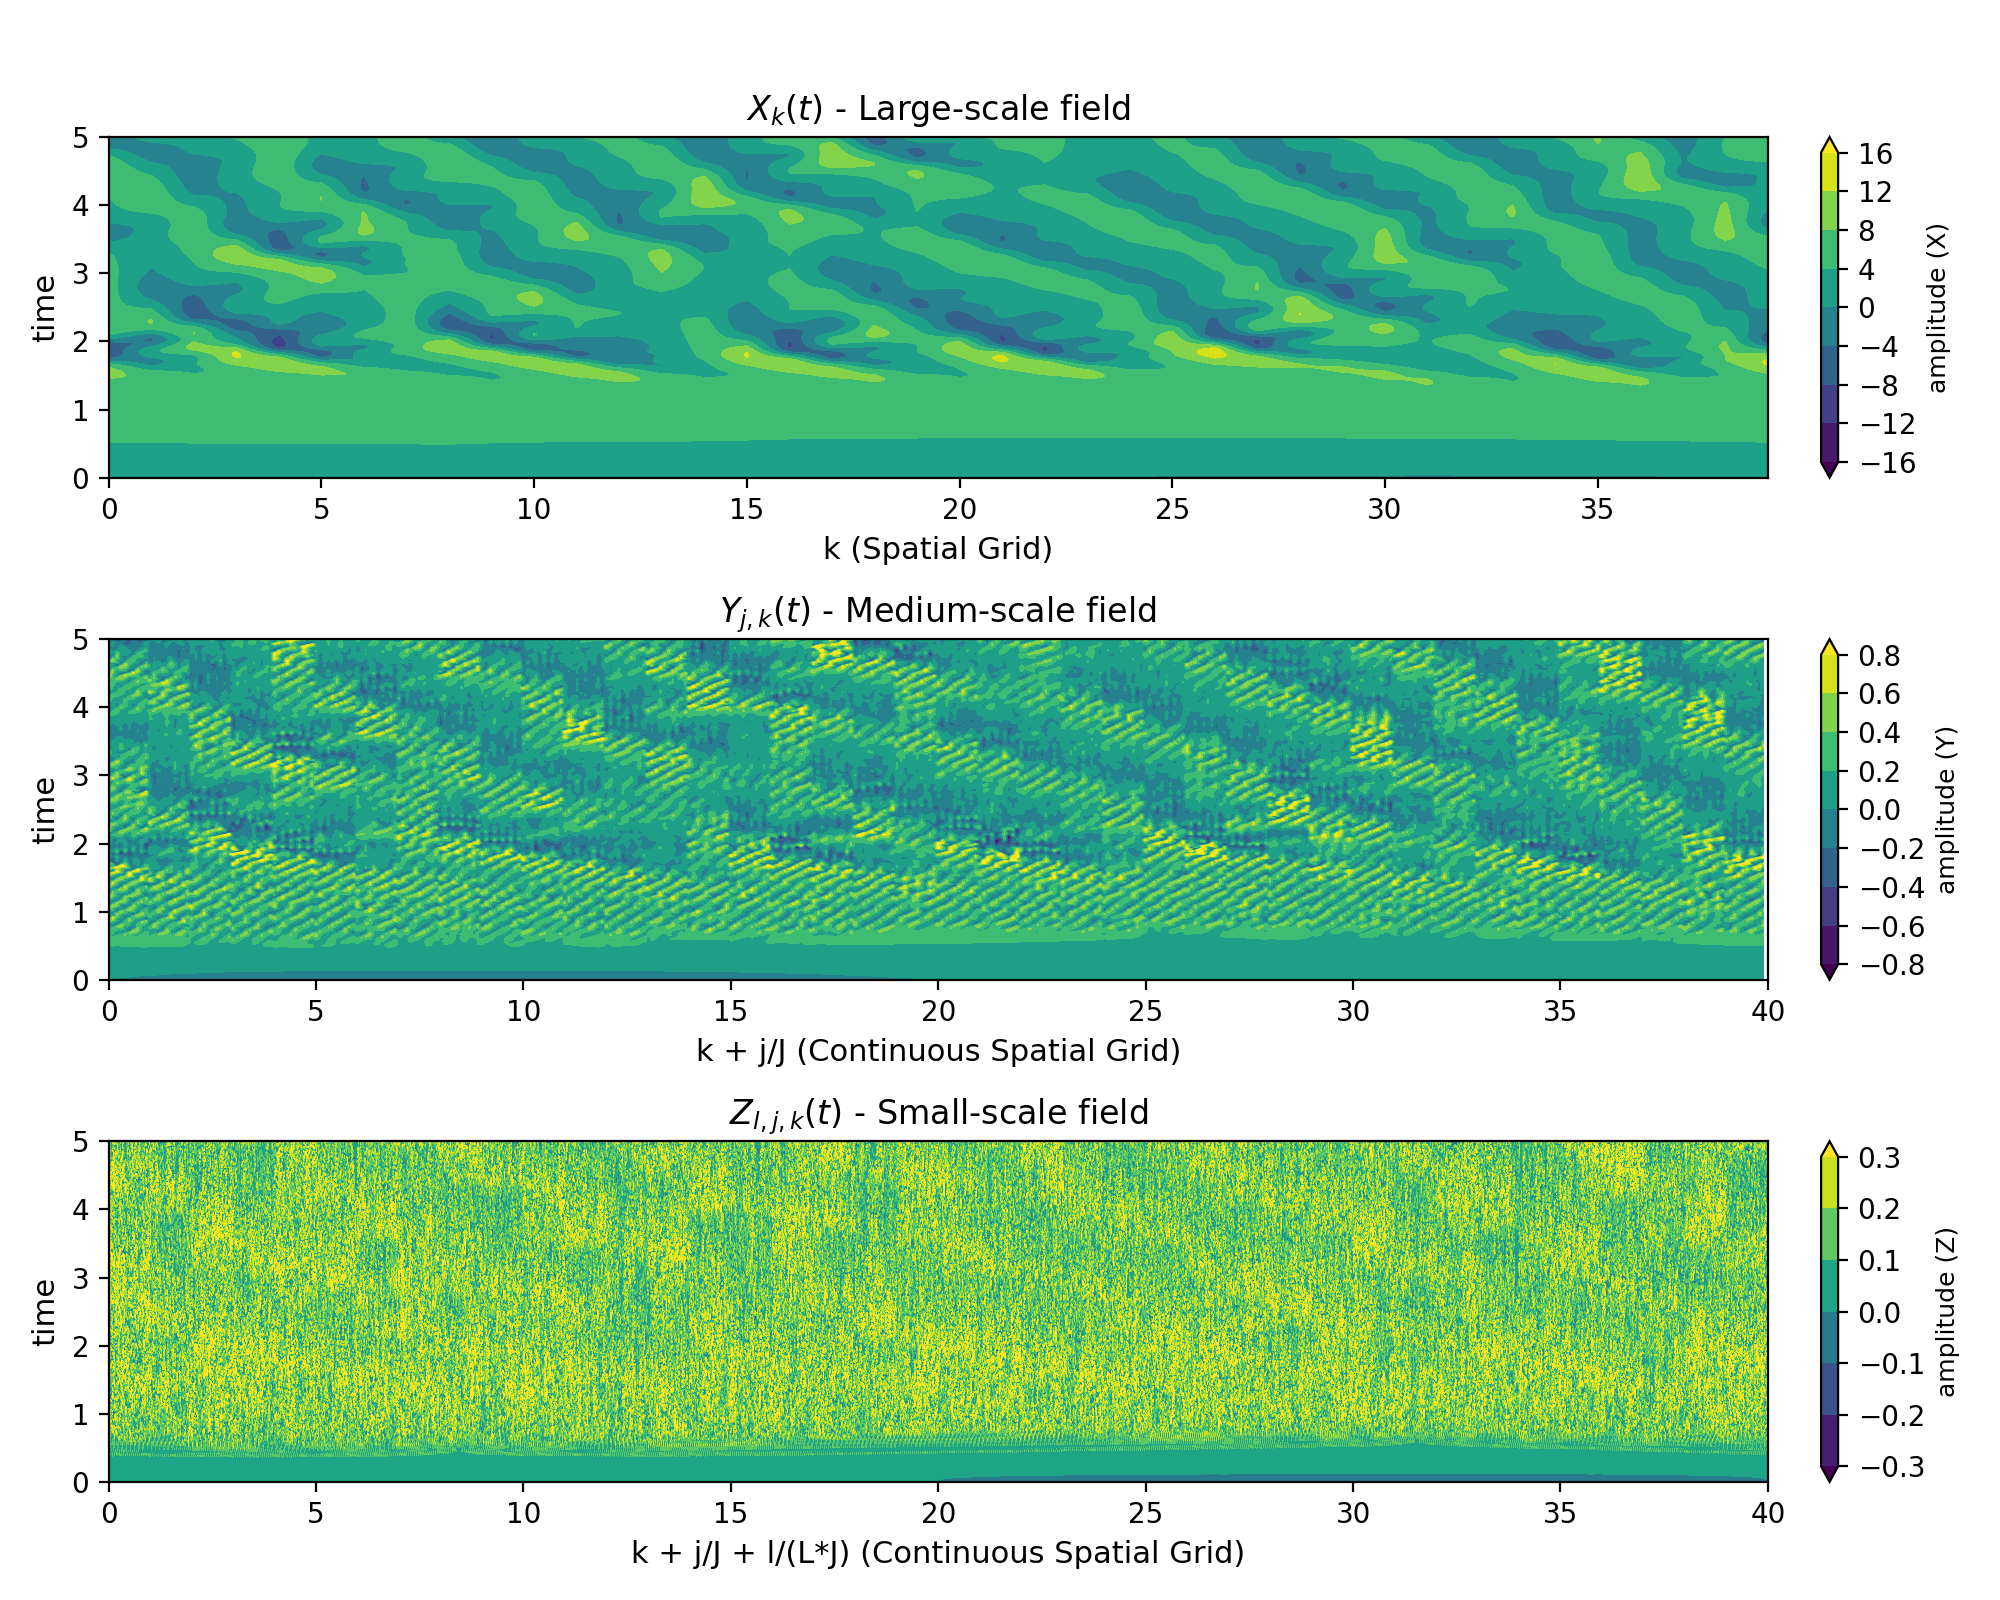 X_k(t) - Large-scale field
5
4
3
2
1
0
time
0 5 10 15 20 25 30 35
k (Spatial Grid)
16
12
8
4
0
−4
−8
−12
−16
amplitude (X)
Y_{j,k}(t) - Medium-scale field
5
4
3
2
1
0
time
0 5 10 15 20 25 30 35 40
k + j/J (Continuous Spatial Grid)
0.8
0.6
0.4
0.2
0.0
−0.2
−0.4
−0.6
−0.8
amplitude (Y)
Z_{l,j,k}(t) - Small-scale field
5
4
3
2
1
0
time
0 5 10 15 20 25 30 35 40
k + j/J + l/(L*J) (Continuous Spatial Grid)
0.3
0.2
0.1
0.0
−0.1
−0.2
−0.3
amplitude (Z)